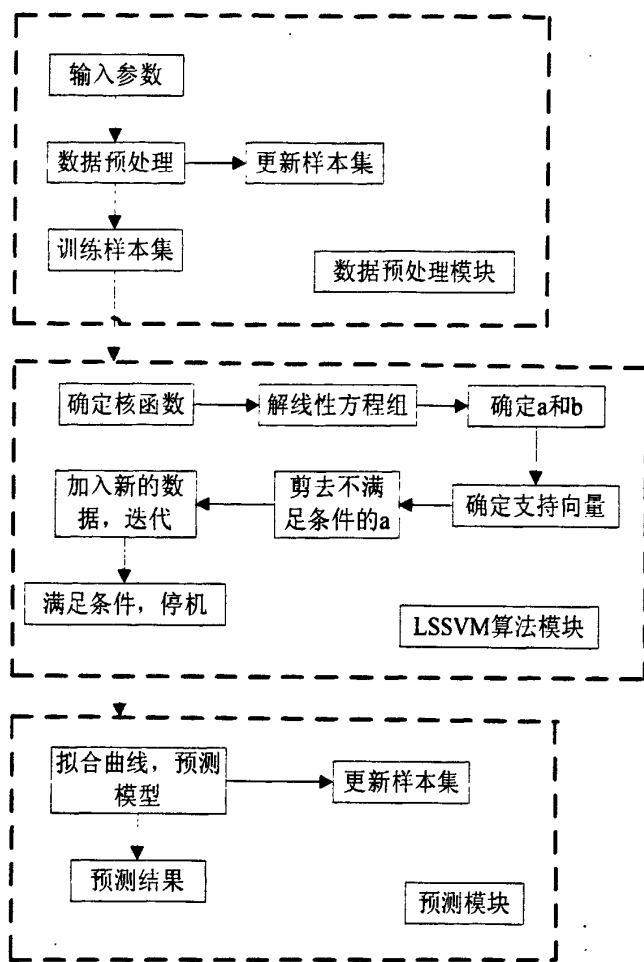 输入参数
数据预处理
更新样本集
训练样本集
数据预处理模块
确定核函数
解线性方程组
确定a和b
加入新的数
据，迭代
剪去不满
足条件的a
确定支持向量
满足条件，停机
LSSVM算法模块
拟合曲线，预测
模型
更新样本集
预测结果
预测模块